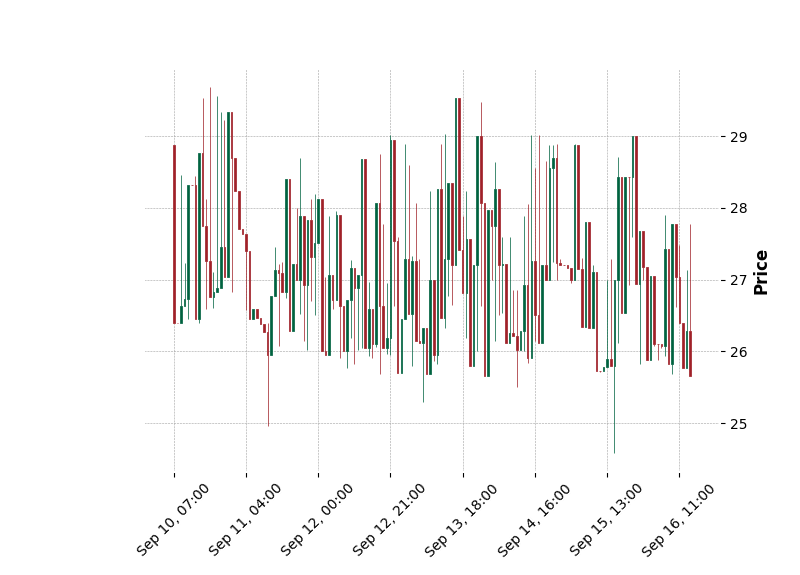 29
28
27
26
25
Price
Sep 10, 07:00
Sep 11, 04:00
Sep 12, 00:00
Sep 12, 21:00
Sep 13, 18:00
Sep 14, 16:00
Sep 15, 13:00
Sep 16, 11:00